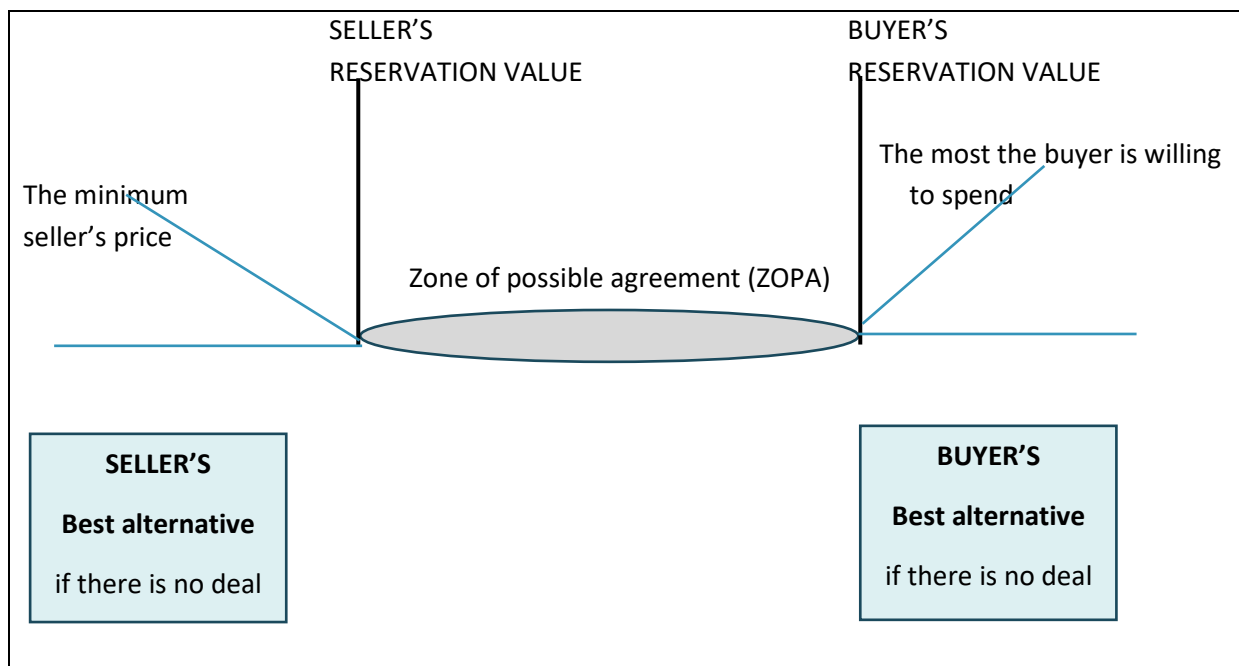 SELLER’S
RESERVATION VALUE
BUYER’S
RESERVATION VALUE
The minimum
seller’s price
The most the buyer is willing
to spend
Zone of possible agreement (ZOPA)
SELLER’S
Best alternative
if there is no deal
BUYER’S
Best alternative
if there is no deal